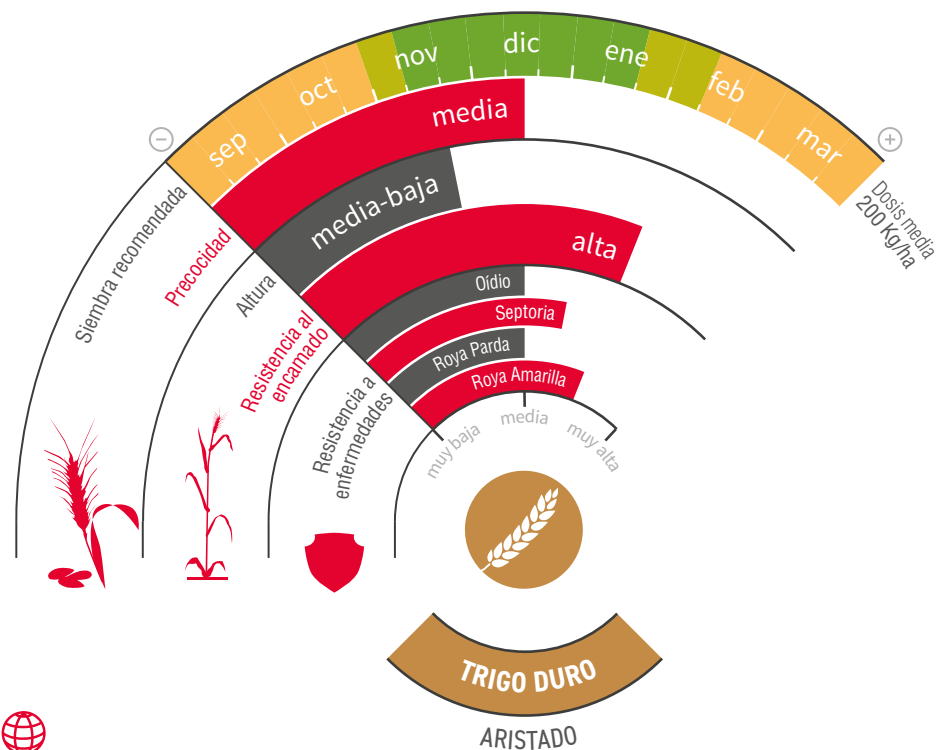 sep
oct
nov
dic
ene
feb
mar
−
+
Dosis media
200 Kg/ha
Siembra recomendada
media
Precocidad
media-baja
Altura
alta
Resistencia al
encamado
Oídio
Septoria
Roya Parda
Roya Amarilla
Resistencia a
enfermedades
muy baja
media
muy alta
TRIGO DURO
ARISTADO